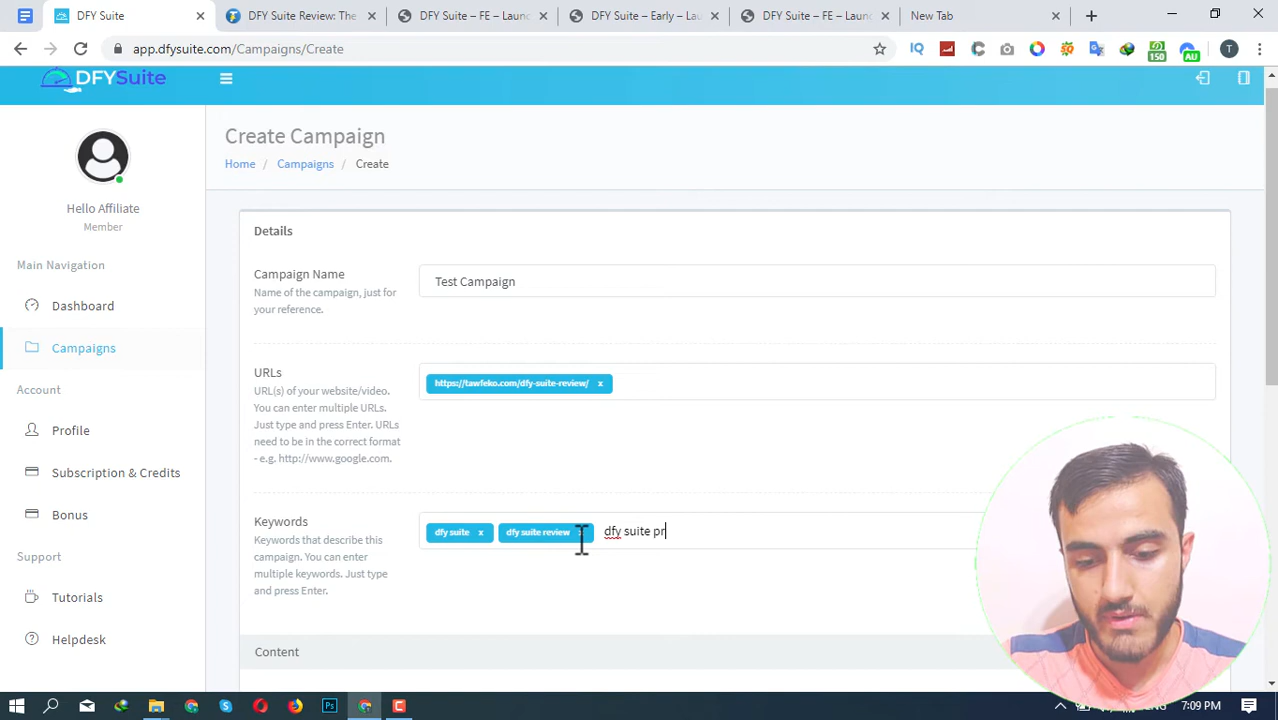 DFY Suite
DFY Suite Review: The
DFY Suite – FE – Laun
DFY Suite – Early – Lau
DFY Suite – FE – Laun
New Tab
app.dfysuite.com/Campaigns/Create
150
AU
T
DFYSuite
Create Campaign
Home / Campaigns / Create
Hello Affiliate
Member
Main Navigation
Dashboard
Campaigns
Account
Profile
Subscription & Credits
Bonus
Support
Tutorials
Helpdesk
Details
Campaign Name
Name of the campaign, just for
your reference.
Test Campaign
URLs
URL(s) of your website/video.
You can enter multiple URLs.
Just type and press Enter. URLs
need to be in the correct format
- e.g. http://www.google.com.
https://tawfeko.com/dfy-suite-review/ x
Keywords
Keywords that describe this
campaign. You can enter
multiple keywords. Just type
and press Enter.
dfy suite x dfy suite review dfy suite pr
Content
ENG 7:09 PM